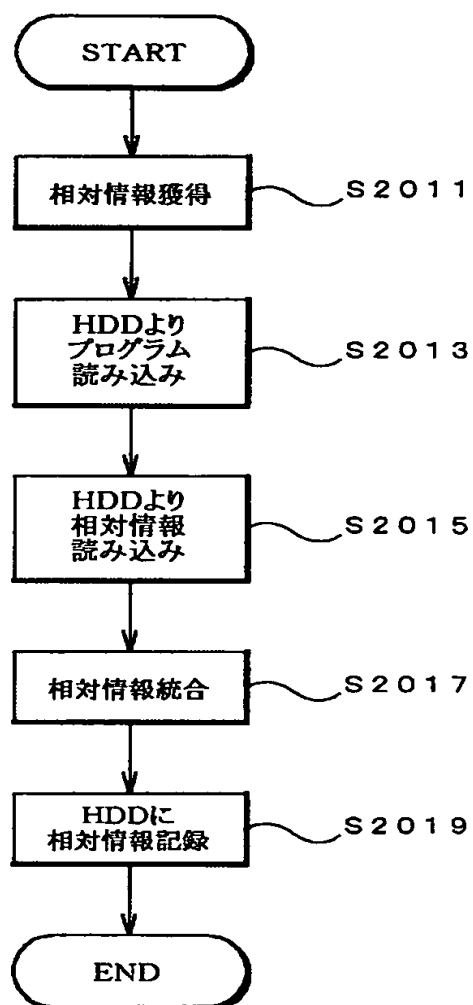 START
相対情報獲得
S2011
HDDより
プログラム
読み込み
S2013
HDDより
相対情報
読み込み
S2015
相対情報統合
S2017
HDDに
相対情報記録
S2019
END